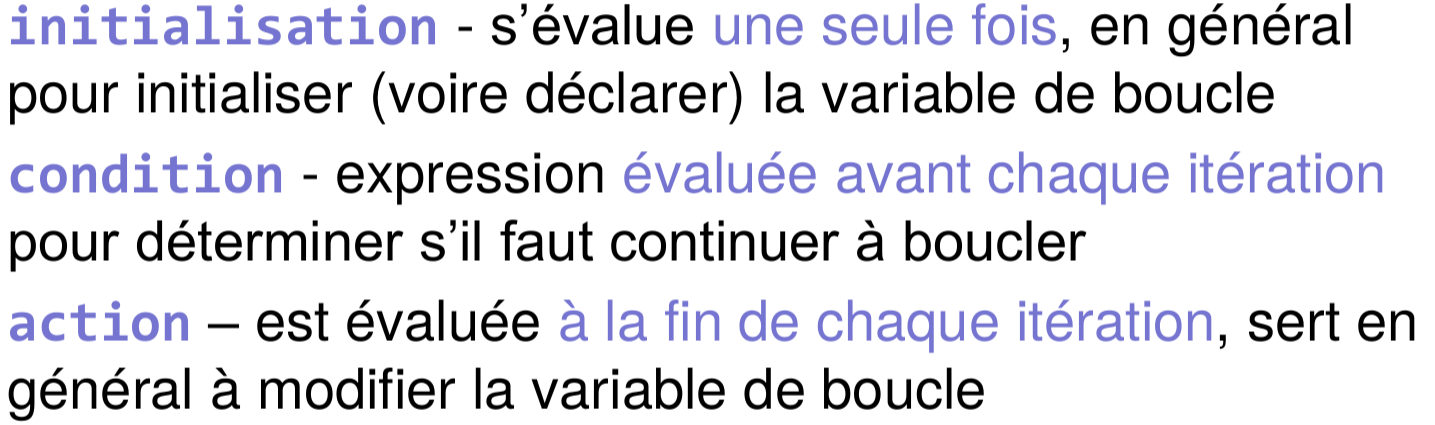 initialisation - s’évalue une seule fois, en général
pour initialiser (voire déclarer) la variable de boucle
condition - expression évaluée avant chaque itération
pour déterminer s’il faut continuer à boucler
action – est évaluée à la fin de chaque itération, sert en
général à modifier la variable de boucle